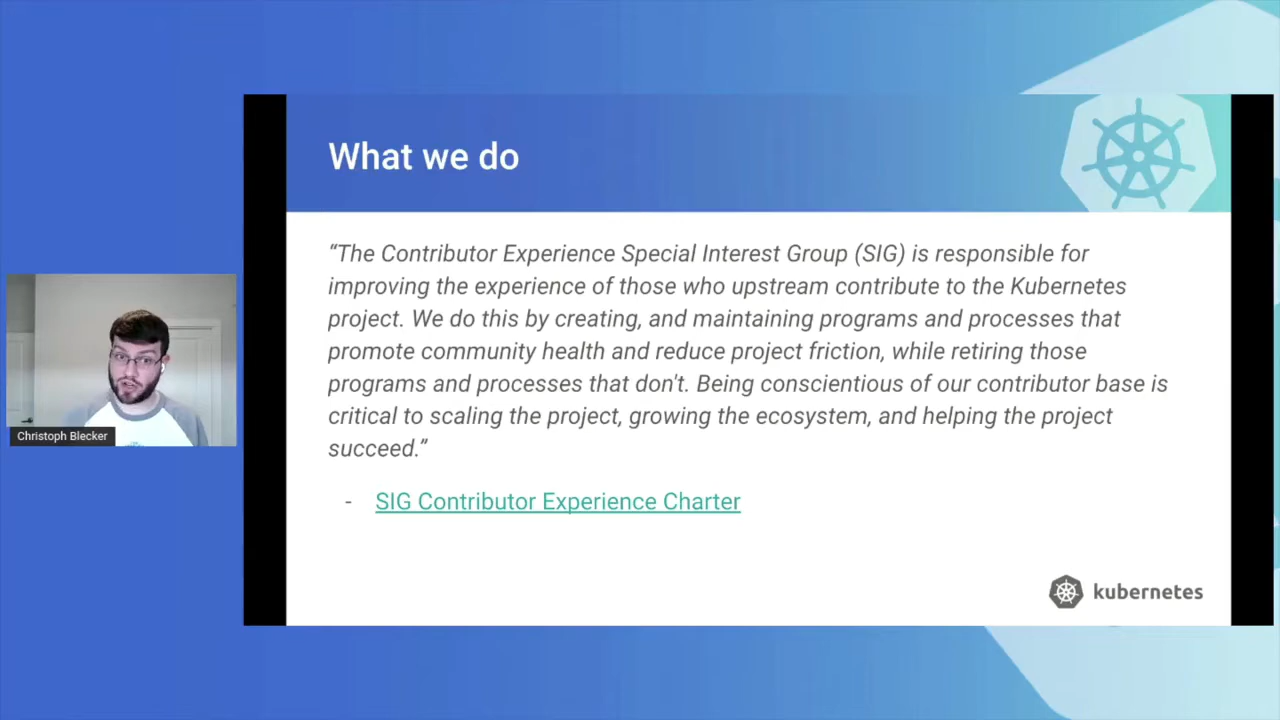 What we do
“The Contributor Experience Special Interest Group (SIG) is responsible for
improving the experience of those who upstream contribute to the Kubernetes
project. We do this by creating, and maintaining programs and processes that
promote community health and reduce project friction, while retiring those
programs and processes that don't. Being conscientious of our contributor base is
critical to scaling the project, growing the ecosystem, and helping the project
succeed.”
- SIG Contributor Experience Charter
Christoph Blecker
kubernetes